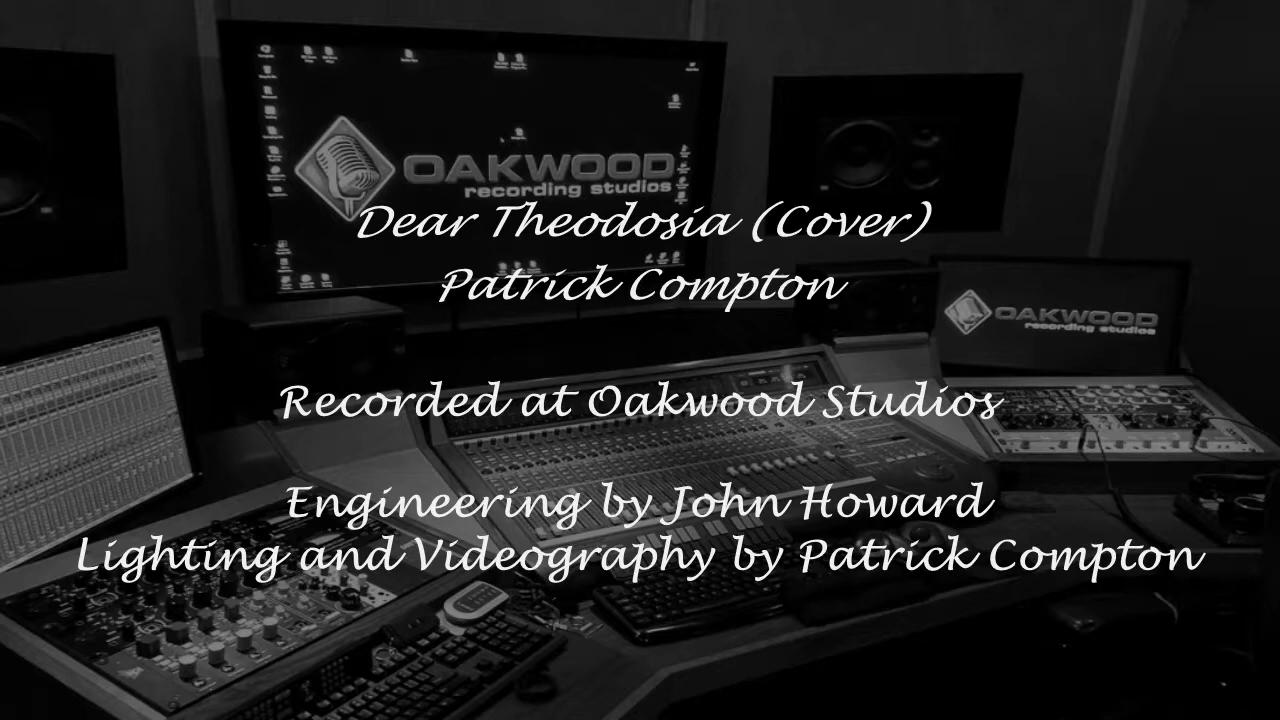 OAKWOOD
recording studios
Dear Theodosia (Cover)
Patrick Compton
OAKWOOD
recording studios
Recorded at Oakwood Studios
Engineering by John Howard
Lighting and Videography by Patrick Compton